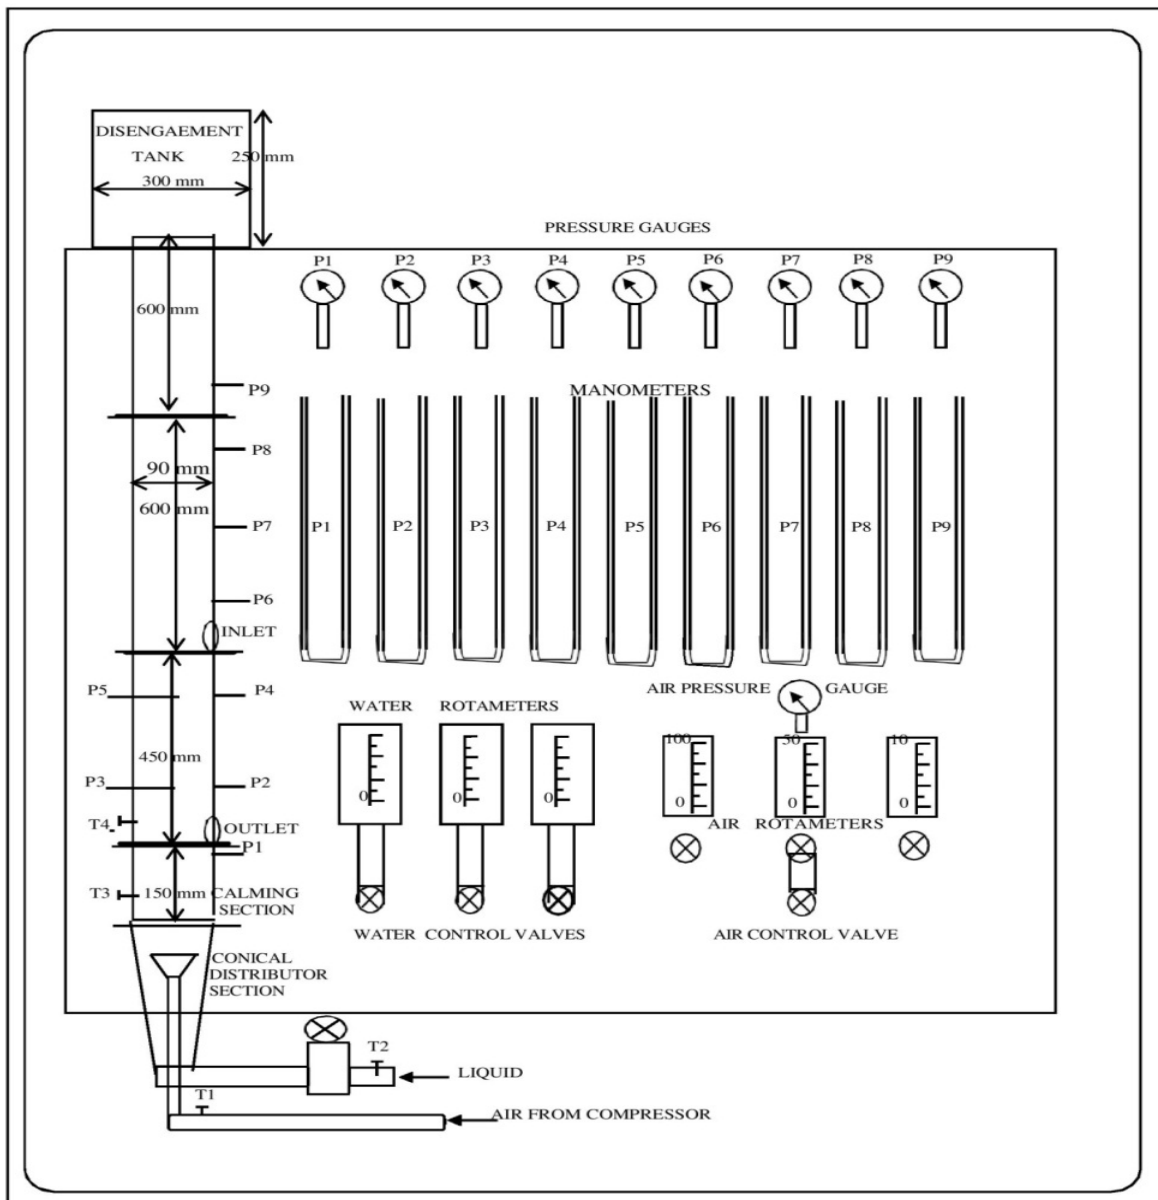 DISENGAEMENT
TANK
250 mm
300 mm
PRESSURE GAUGES
P1 P2 P3 P4 P5 P6 P7 P8 P9
600 mm
P9
MANOMETERS
P8
90 mm
600 mm
P7
P1 P2 P3 P4 P5 P6 P7 P8 P9
P6
INLET
P5
P4
AIR PRESSURE GAUGE
WATER ROTAMETERS
450 mm
100 50 10
P3
P2
0 0 0 0 0 0
T4
OUTLET
AIR ROTAMETERS
P1
T3
150 mm CALMING
SECTION
WATER CONTROL VALVES
AIR CONTROL VALVE
CONICAL
DISTRIBUTOR
SECTION
T2
LIQUID
T1
AIR FROM COMPRESSOR